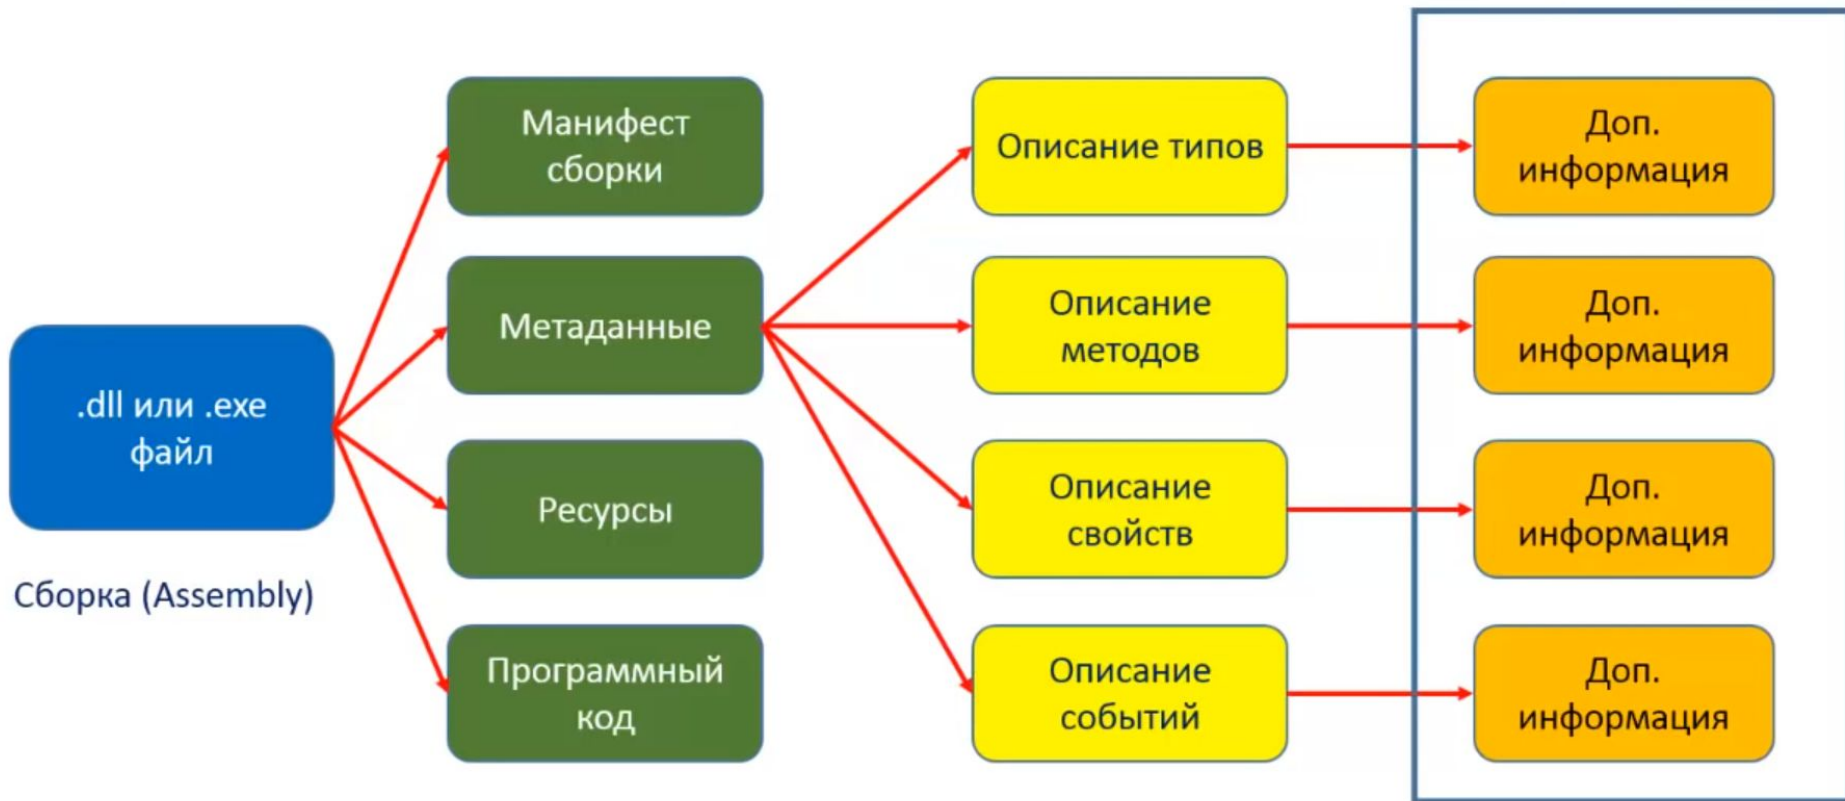 .dll или .exe
файл
Сборка (Assembly)
Манифест
сборки
Метаданные
Ресурсы
Программный
код
Описание типов
Описание
методов
Описание
свойств
Описание
событий
Доп.
информация
Доп.
информация
Доп.
информация
Доп.
информация